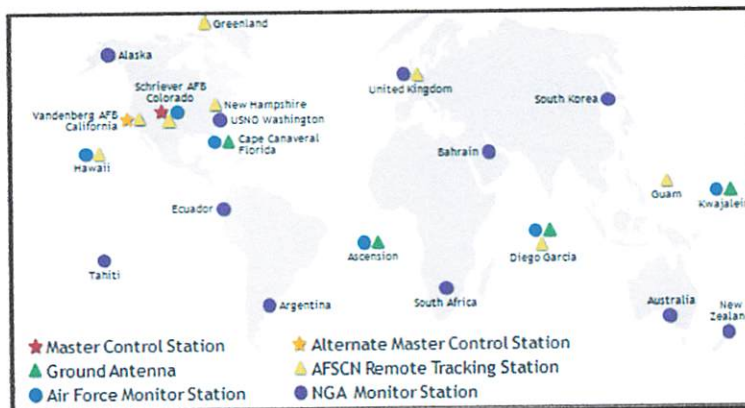 Greenland
Alaska
Schriever AFB
Colorado
United Kingdom
South Korea
Vandenberg AFB
California
New Hampshire
USNO Washington
Cape Canaveral
Florida
Hawaii
Bahrain
Guam
Kwajalein
Ecuador
Ascension
Diego Garcia
Tahiti
Argentina
South Africa
Australia
New
Zealand
Master Control Station
Alternate Master Control Station
Ground Antenna
AFSCN Remote Tracking Station
Air Force Monitor Station
NGA Monitor Station